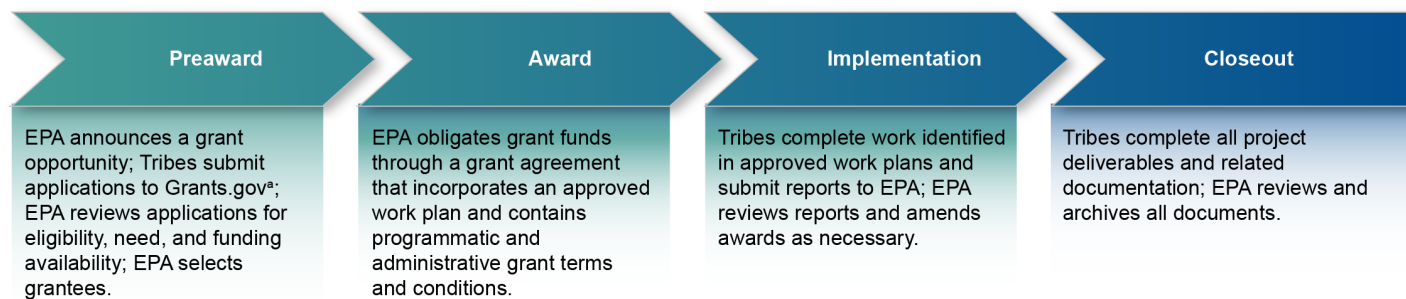 Preaward
EPA announces a grant
opportunity; Tribes submit
applications to Grants.govª;
EPA reviews applications for
eligibility, need, and funding
availability; EPA selects
grantees.
Award
EPA obligates grant funds
through a grant agreement
that incorporates an approved
work plan and contains
programmatic and
administrative grant terms
and conditions.
Implementation
Tribes complete work identified
in approved work plans and
submit reports to EPA; EPA
reviews reports and amends
awards as necessary.
Closeout
Tribes complete all project
deliverables and related
documentation; EPA reviews and
archives all documents.